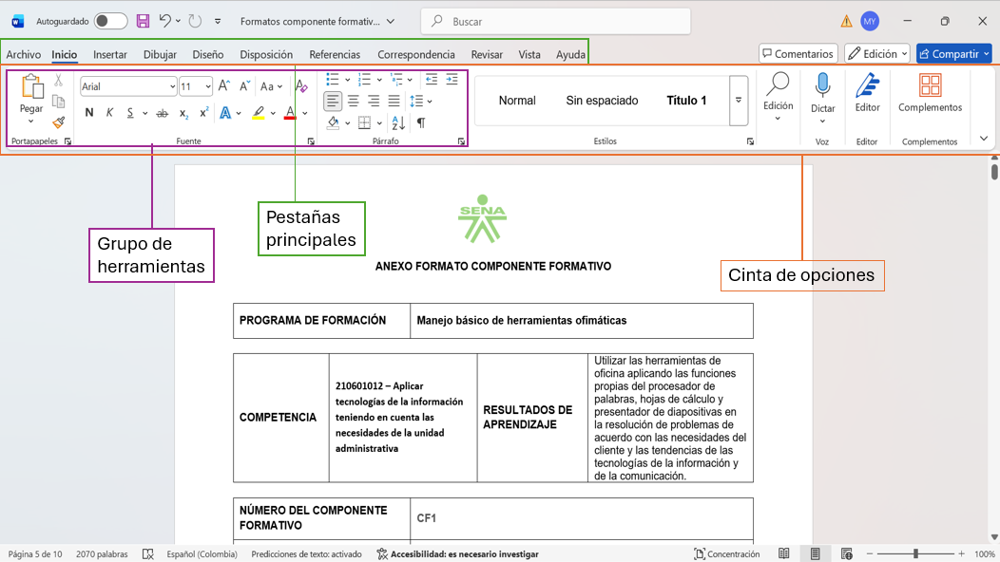 Autoguardado
Formatos componente formativ...
Buscar
MY
Archivo Inicio Insertar Dibujar Diseño Disposición Referencias Correspondencia Revisar Vista Ayuda
Comentarios Edición Compartir
Pegar
Arial 11 A A Aa A
N K S ab x₂ x² A A
Portapapeles Fuente Párrafo
Normal Sin espaciado Título 1
Estilos
Edición
Dictar
Voz
Editor
Editor
Complementos
Complementos
Pestañas
principales
Grupo de
herramientas
Cinta de opciones
SENA
ANEXO FORMATO COMPONENTE FORMATIVO
PROGRAMA DE FORMACIÓN
Manejo básico de herramientas ofimáticas
COMPETENCIA
210601012 – Aplicar
tecnologías de la información
teniendo en cuenta las
necesidades de la unidad
administrativa
RESULTADOS DE
APRENDIZAJE
Utilizar las herramientas de
oficina aplicando las funciones
propias del procesador de
palabras, hojas de cálculo y
presentador de diapositivas en
la resolución de problemas de
acuerdo con las necesidades del
cliente y las tendencias de las
tecnologías de la información y
de la comunicación.
NÚMERO DEL COMPONENTE
FORMATIVO
CF1
Página 5 de 10 2070 palabras Español (Colombia) Predicciones de texto: activado Accesibilidad: es necesario investigar Concentración 100%